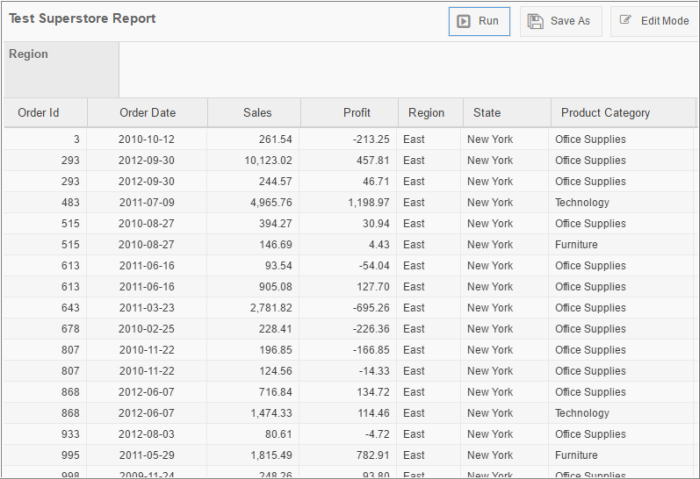 Test Superstore Report Run Save As Edit Mode
Region
Order Id Order Date Sales Profit Region State Product Category
3 2010-10-12 261.54 -213.25 East New York Office Supplies
293 2012-09-30 10,123.02 457.81 East New York Office Supplies
293 2012-09-30 244.57 46.71 East New York Office Supplies
483 2011-07-09 4,965.76 1,198.97 East New York Technology
515 2010-08-27 394.27 30.94 East New York Office Supplies
515 2010-08-27 146.69 4.43 East New York Furniture
613 2011-06-16 93.54 -54.04 East New York Office Supplies
613 2011-06-16 905.08 127.70 East New York Office Supplies
643 2011-03-23 2,781.82 -695.26 East New York Office Supplies
678 2010-02-25 228.41 -226.36 East New York Office Supplies
807 2010-11-22 196.85 -166.85 East New York Office Supplies
807 2010-11-22 124.56 -14.33 East New York Office Supplies
868 2012-06-07 716.84 134.72 East New York Office Supplies
868 2012-06-07 1,474.33 114.46 East New York Technology
933 2012-08-03 80.61 -4.72 East New York Office Supplies
995 2011-05-29 1,815.49 782.91 East New York Furniture
998 2009-11-24 248.26 93.80 East New York Office Supplies